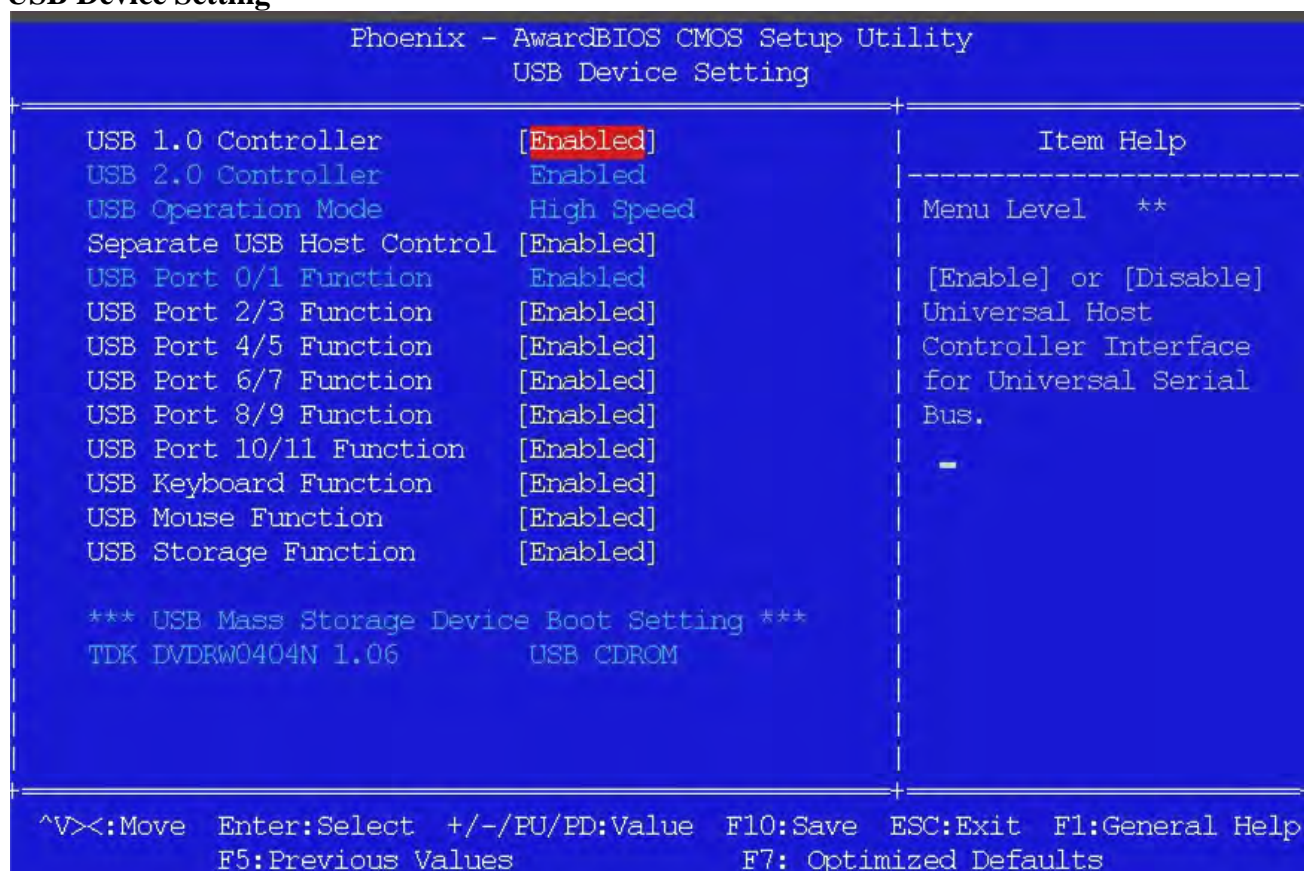 USB Device Setting
Phoenix - AwardBIOS CMOS Setup Utility
USB Device Setting
USB 1.0 Controller [Enabled]
USB 2.0 Controller Enabled
USB Operation Mode High Speed
Separate USB Host Control [Enabled]
USB Port 0/1 Function Enabled
USB Port 2/3 Function [Enabled]
USB Port 4/5 Function [Enabled]
USB Port 6/7 Function [Enabled]
USB Port 8/9 Function [Enabled]
USB Port 10/11 Function [Enabled]
USB Keyboard Function [Enabled]
USB Mouse Function [Enabled]
USB Storage Function [Enabled]
*** USB Mass Storage Device Boot Setting ***
TDK DVDRW0404N 1.06 USB CDROM
Item Help
Menu Level **
[Enable] or [Disable]
Universal Host
Controller Interface
for Universal Serial
Bus.
^V><:Move Enter:Select +/-/PU/PD:Value F10:Save ESC:Exit F1:General Help
F5:Previous Values F7: Optimized Defaults